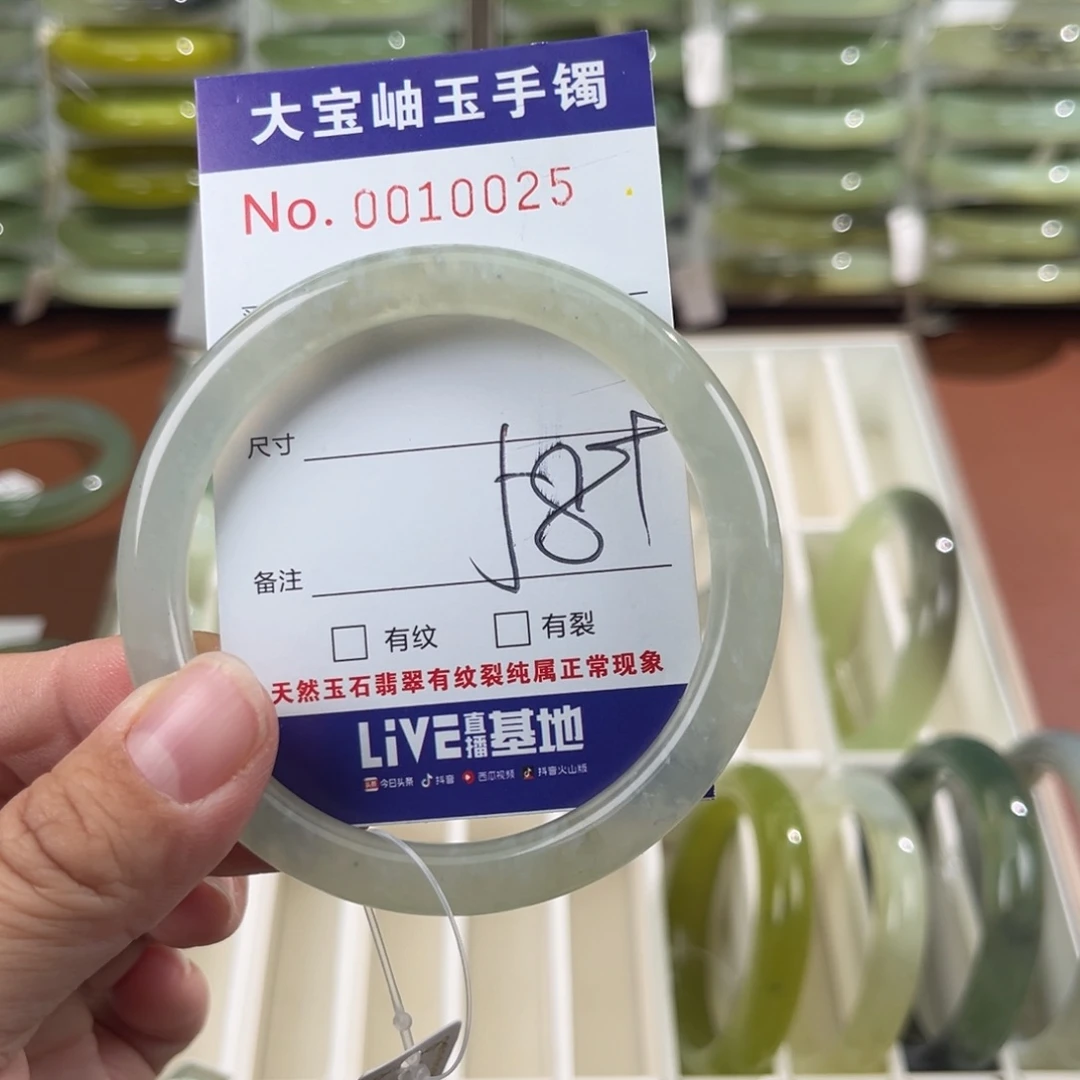 大宝岫玉手镯
No. 0010025
尺寸
备注
□ 有纹 □ 有裂
天然玉石翡翠有纹裂纯属正常现象
LiVE直播基地
今日头条 抖音 西瓜视频 抖音火山版